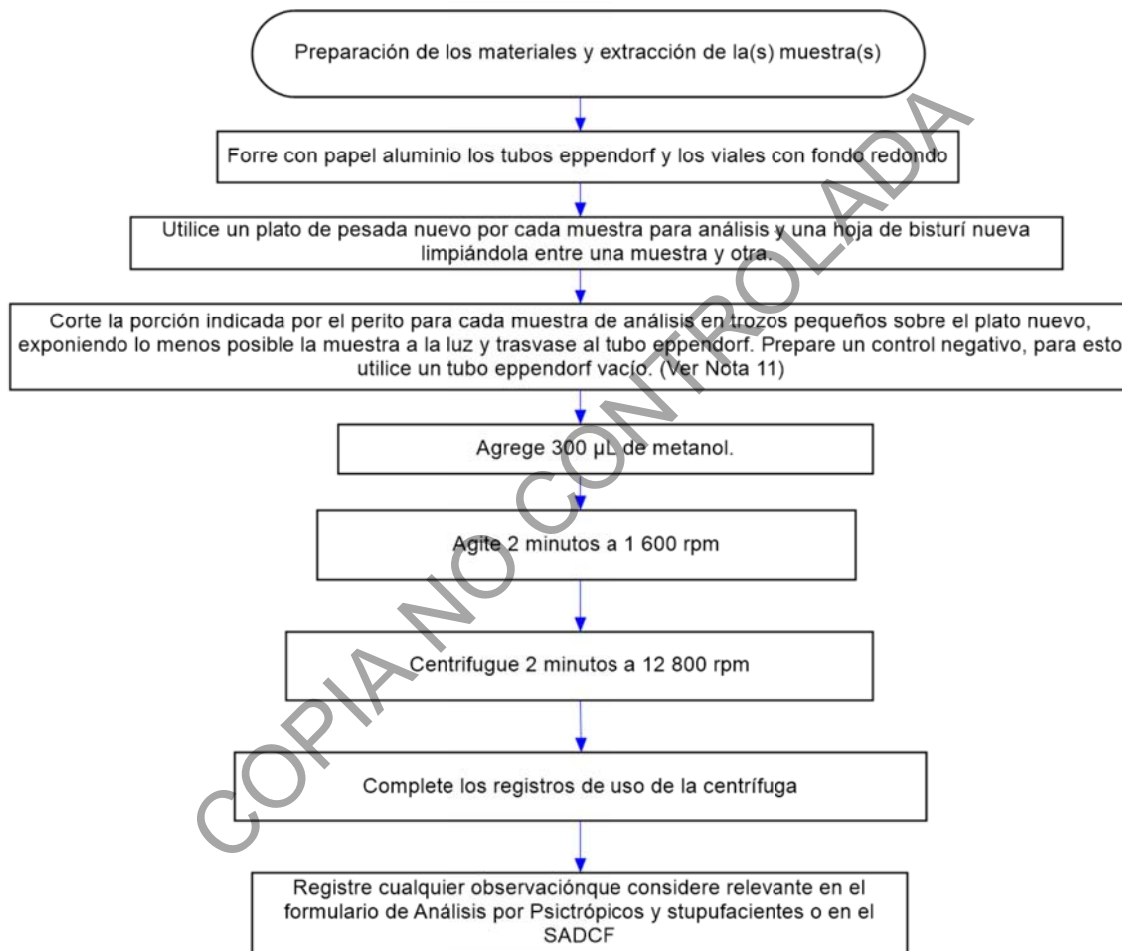 Preparación de los materiales y extracción de la(s) muestra(s)
Forre con papel aluminio los tubos eppendorf y los viales con fondo redondo
Utilice un plato de pesada nuevo por cada muestra para análisis y una hoja de bisturí nueva
limpiándola entre una muestra y otra.
Corte la porción indicada por el perito para cada muestra de análisis en trozos pequeños sobre el plato nuevo,
exponiendo lo menos posible la muestra a la luz y trasvase al tubo eppendorf. Prepare un control negativo, para esto
utilice un tubo eppendorf vacío. (Ver Nota 11)
Agrege 300 µL de metanol.
Agite 2 minutos a 1 600 rpm
Centrifugue 2 minutos a 12 800 rpm
Complete los registros de uso de la centrífuga
Registre cualquier observaciónque considere relevante en el
formulario de Análisis por Psictrópicos y stupufacientes o en el
SADCF
COPIA NO CONTROLADA